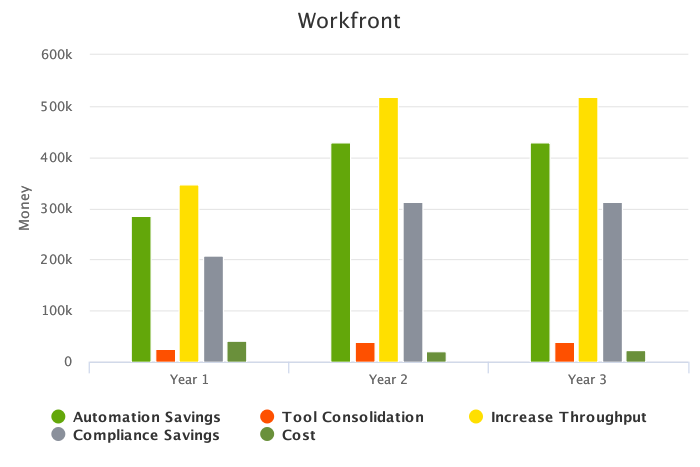 Workfront
600k
500k
400k
300k
200k
100k
0
Money
Year 1 Year 2 Year 3
Automation Savings Tool Consolidation Increase Throughput
Compliance Savings Cost